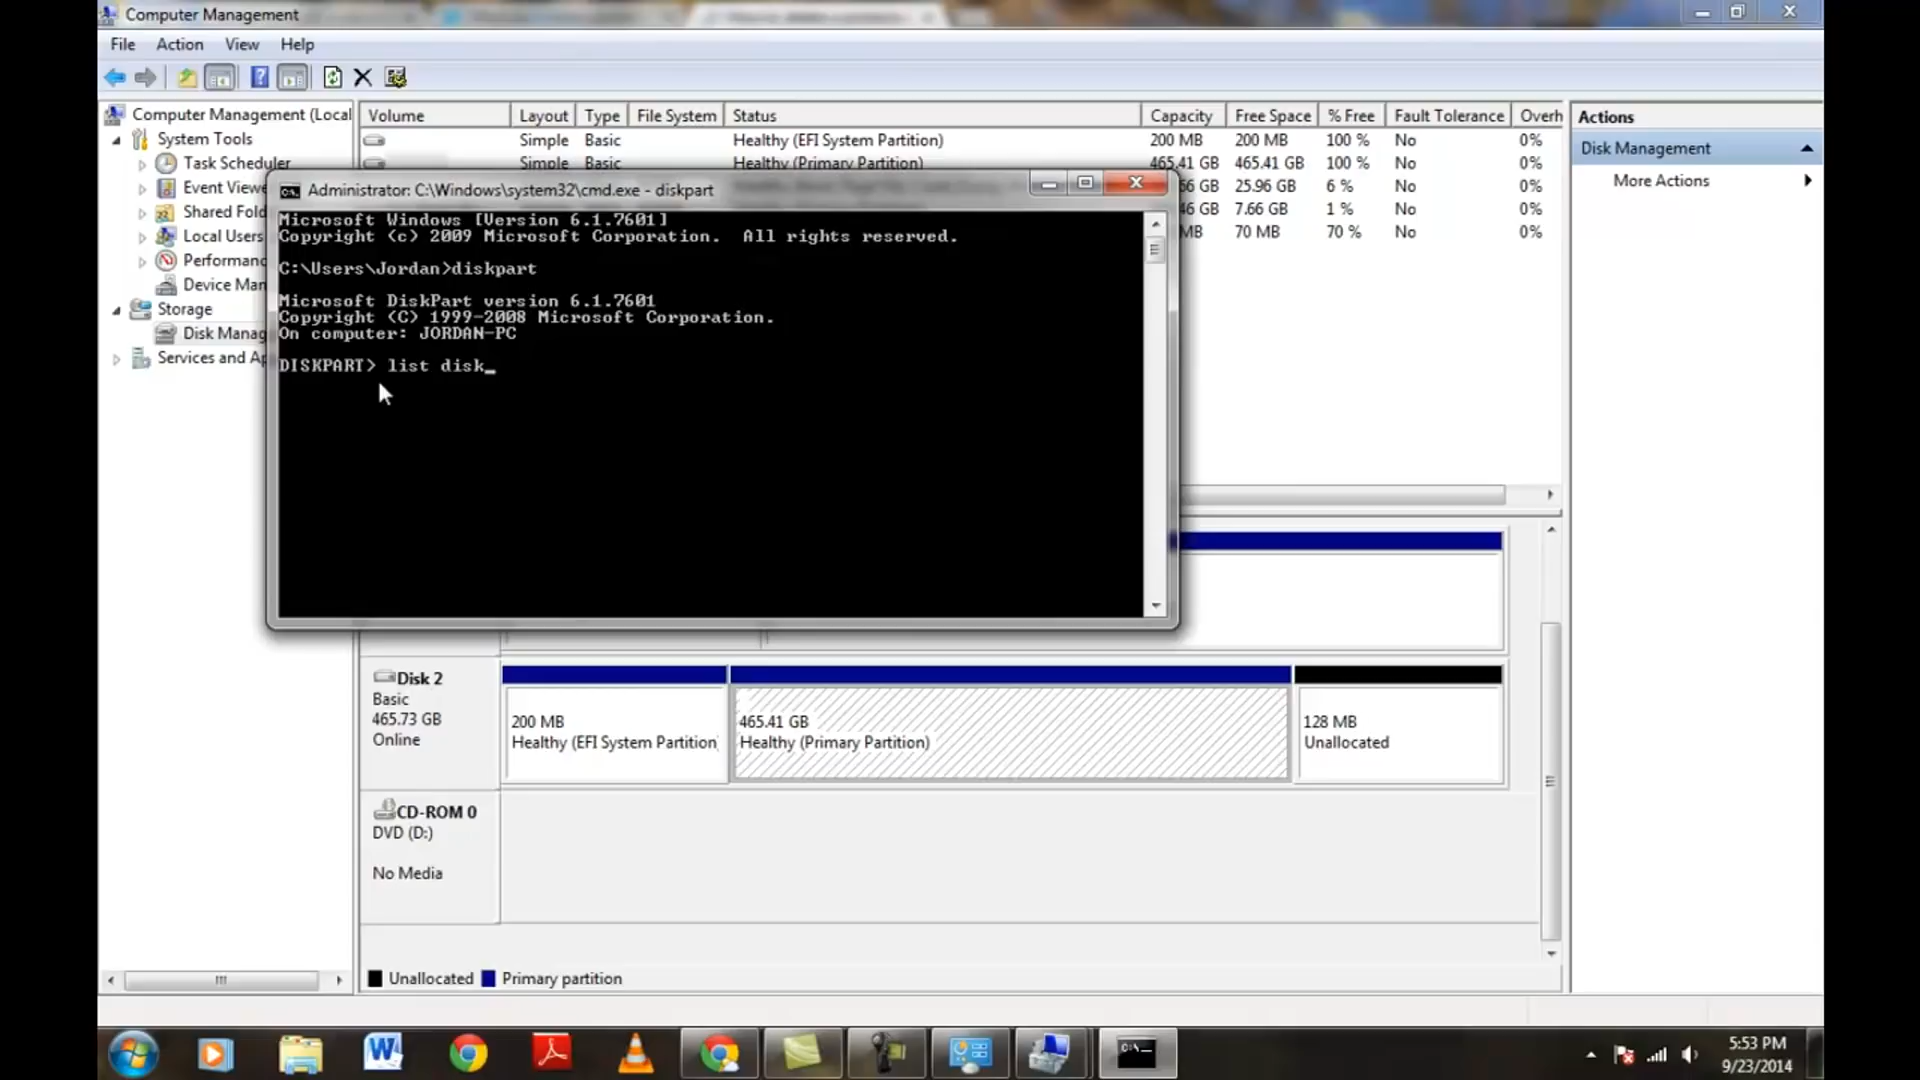 Computer Management
File Action View Help
Computer Management (Local
System Tools
Task Scheduler
Event Viewe
Shared Fold
Local Users
Performanc
Device Man
Storage
Disk Manag
Services and Ap
Volume Layout Type File System Status Capacity Free Space % Free Fault Tolerance Overh
Simple Basic Healthy (EFI System Partition) 200 MB 200 MB 100 % No 0%
Simple Basic Healthy (Primary Partition) 465.41 GB 465.41 GB 100 % No 0%
66 GB 25.96 GB 6 % No 0%
46 GB 7.66 GB 1 % No 0%
MB 70 MB 70 % No 0%
Actions
Disk Management
More Actions
Administrator: C:\Windows\system32\cmd.exe - diskpart
Microsoft Windows [Version 6.1.7601]
Copyright (c) 2009 Microsoft Corporation. All rights reserved.
C:\Users\Jordan>diskpart
Microsoft DiskPart version 6.1.7601
Copyright (C) 1999-2008 Microsoft Corporation.
On computer: JORDAN-PC
DISKPART> list disk_
Disk 2
Basic
465.73 GB
Online
200 MB
Healthy (EFI System Partition)
465.41 GB
Healthy (Primary Partition)
128 MB
Unallocated
CD-ROM 0
DVD (D:)
No Media
Unallocated Primary partition
5:53 PM
9/23/2014